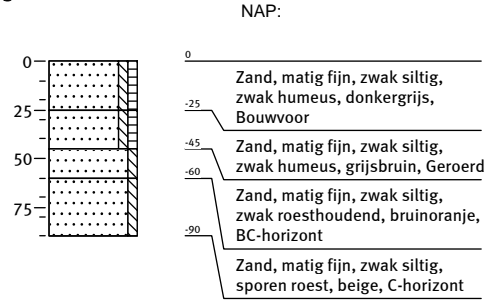 NAP:
0
25
50
75
0
Zand, matig fijn, zwak siltig,
zwak humeus, donkergrijs,
Bouwvoor
-25
Zand, matig fijn, zwak siltig,
zwak humeus, grijsbruin, Geroerd
-45
Zand, matig fijn, zwak siltig,
zwak roesthoudend, bruinoranje,
BC-horizont
-60
Zand, matig fijn, zwak siltig,
sporen roest, beige, C-horizont
-90